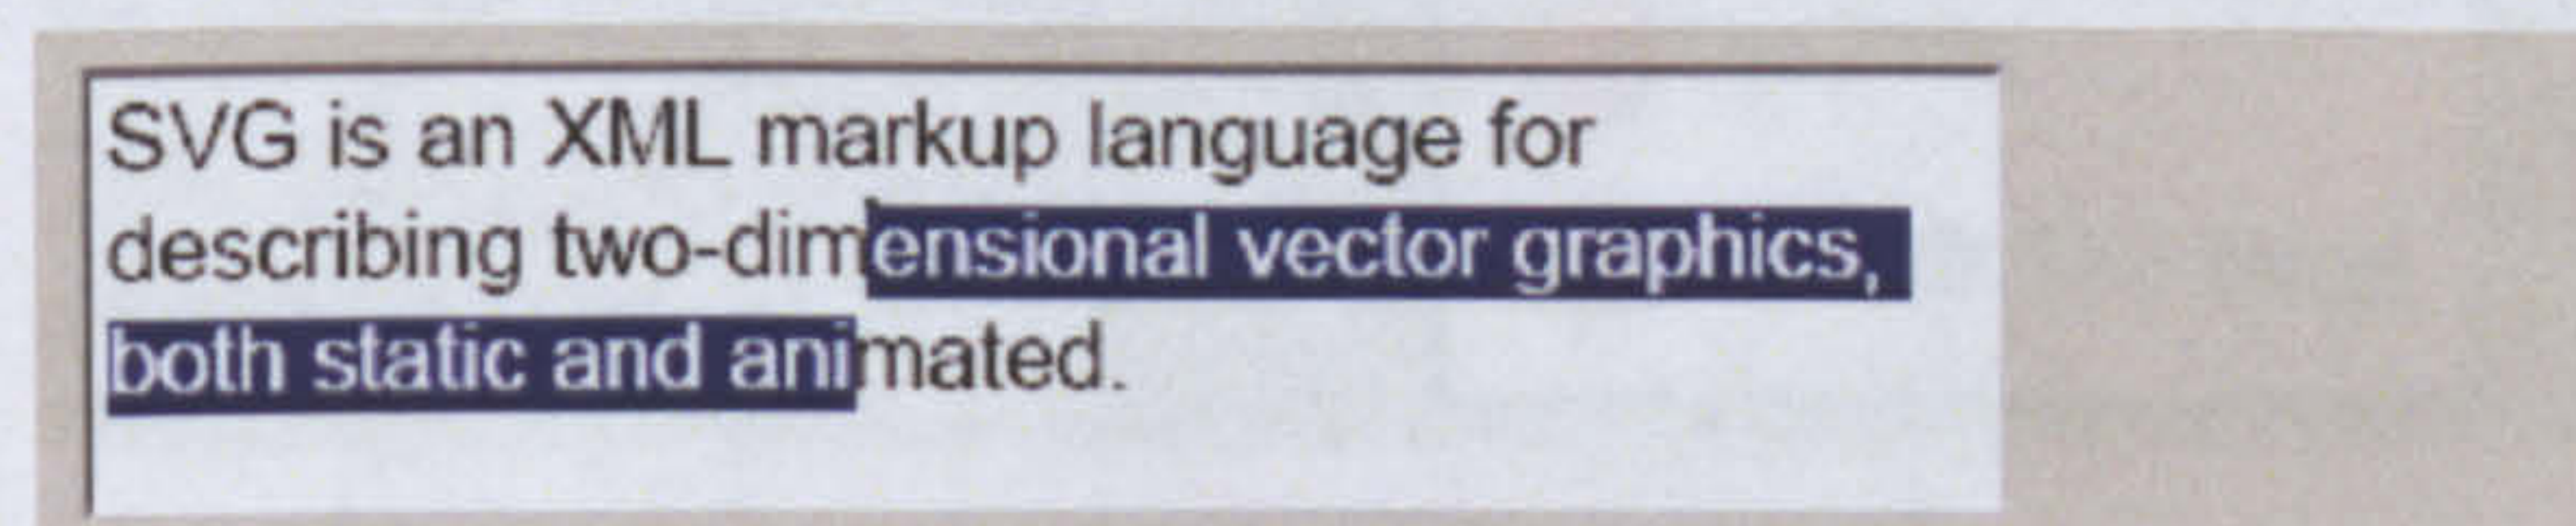 SVG is an XML markup language for
describing two-dimensional vector graphics,
both static and animated.